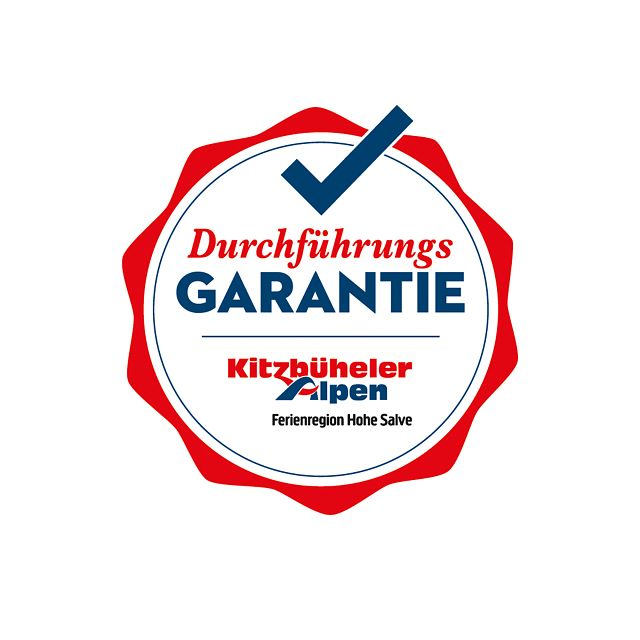 Durchführungs
GARANTIE
Kitzbüheler
Alpen
Ferienregion Hohe Salve